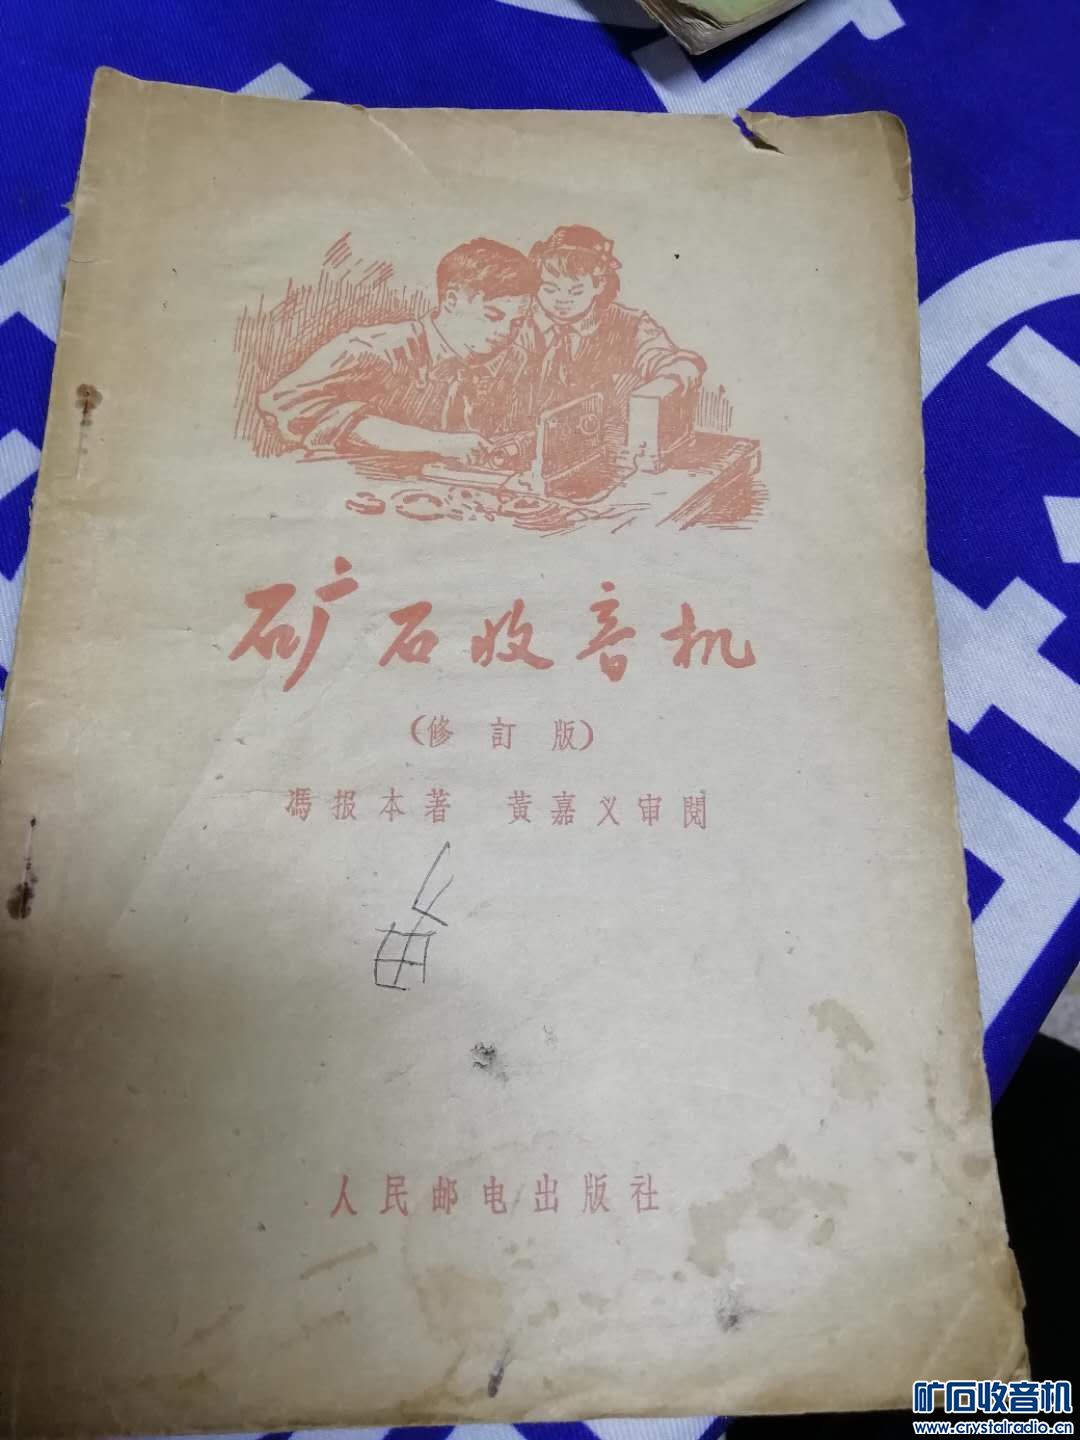 矿石收音机
(修訂版)
馮报本著 黄嘉义审閱
人民邮电出版社
矿石收音机
www.crystalradio.cn